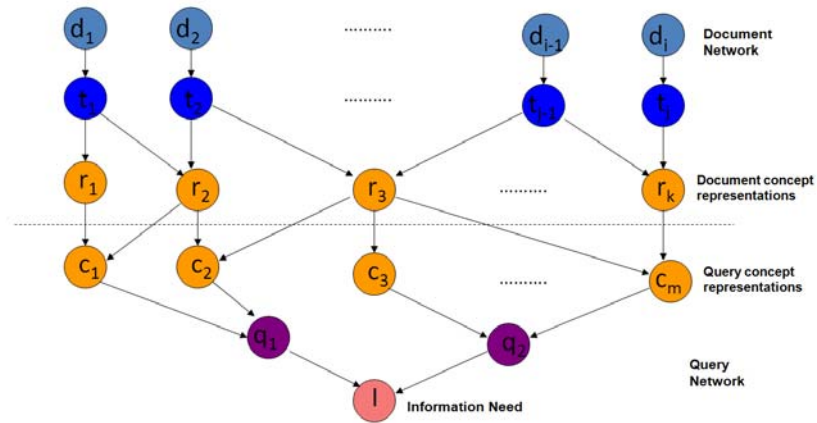 d1 d2 ......... di-1 di Document
Network
t1 t2 ......... tj-1 tj
r1 r2 r3 ......... rk Document concept
representations
c1 c2 c3 ......... cm Query concept
representations
q1 q2
Query
Network
I Information Need